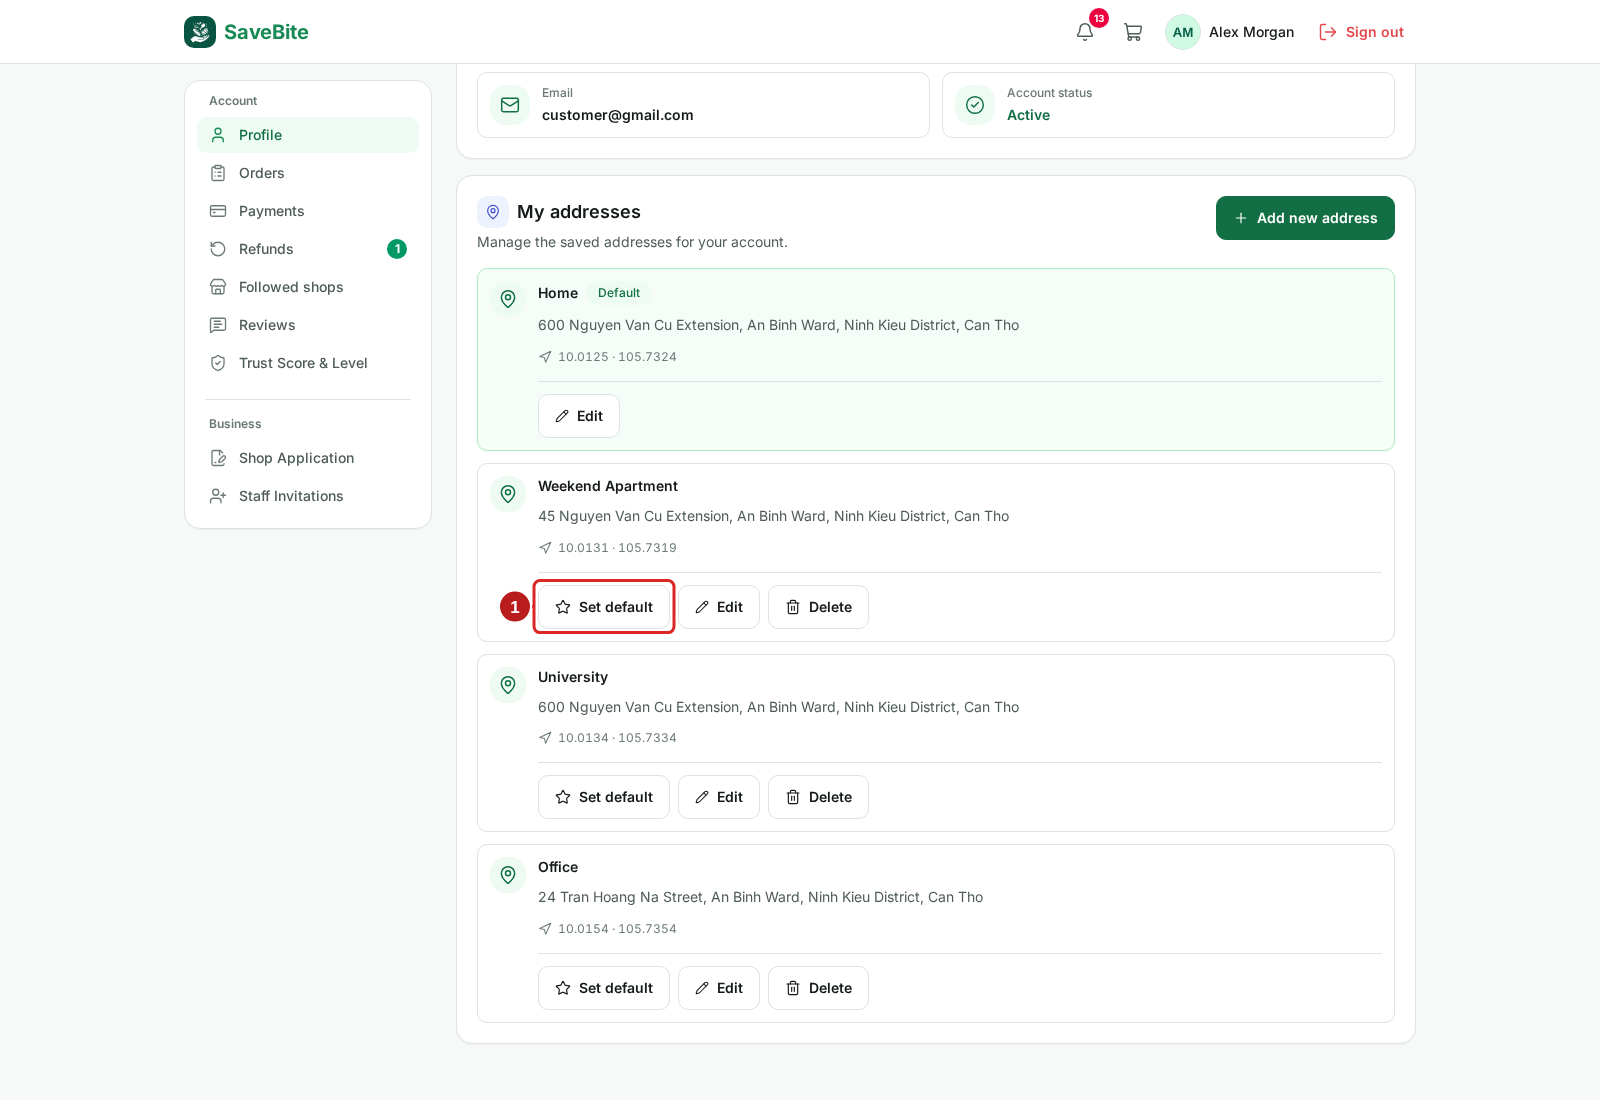 SaveBite
13
AM
Alex Morgan
Sign out
Account
Profile
Orders
Payments
Refunds
1
Followed shops
Reviews
Trust Score & Level
Business
Shop Application
Staff Invitations
Email
customer@gmail.com
Account status
Active
My addresses
Manage the saved addresses for your account.
Add new address
Home
Default
600 Nguyen Van Cu Extension, An Binh Ward, Ninh Kieu District, Can Tho
10.0125 · 105.7324
Edit
Weekend Apartment
45 Nguyen Van Cu Extension, An Binh Ward, Ninh Kieu District, Can Tho
10.0131 · 105.7319
1
Set default
Edit
Delete
University
600 Nguyen Van Cu Extension, An Binh Ward, Ninh Kieu District, Can Tho
10.0134 · 105.7334
Set default
Edit
Delete
Office
24 Tran Hoang Na Street, An Binh Ward, Ninh Kieu District, Can Tho
10.0154 · 105.7354
Set default
Edit
Delete